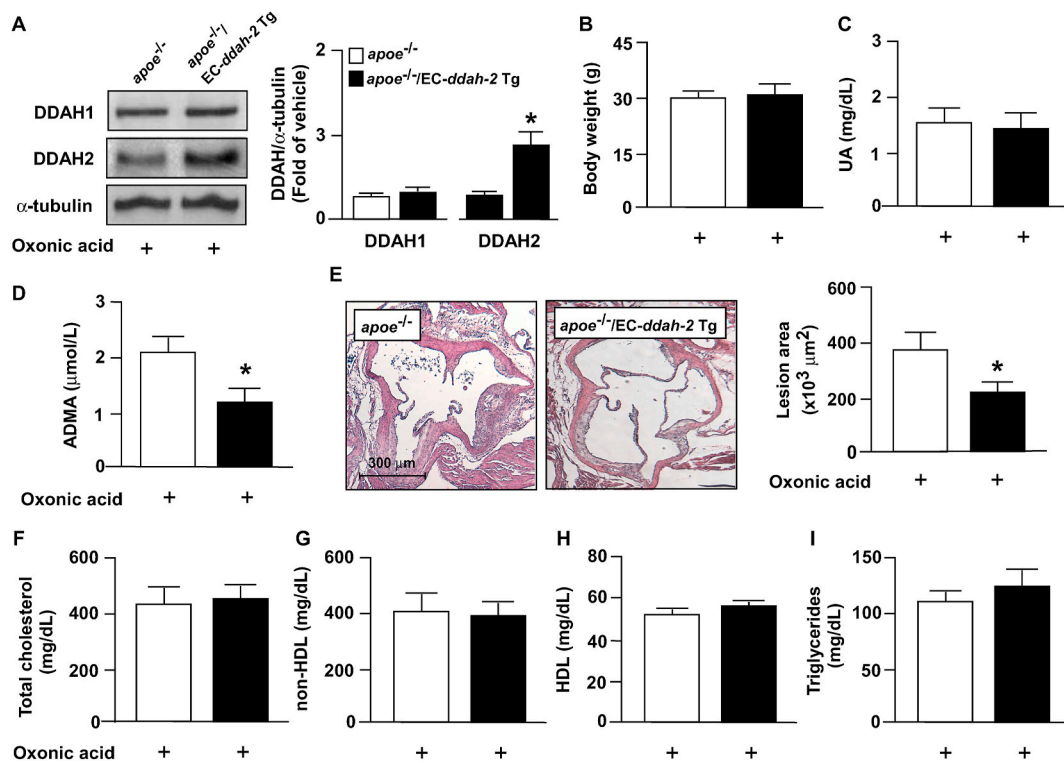 A
apoe-/-
apoe-/-/
EC-ddah-2 Tg
DDAH1
DDAH2
α-tubulin
Oxonic acid + +
DDAH/α-tubulin
(Fold of vehicle)
2
3
0
apoe-/-
apoe-/-/EC-ddah-2 Tg
*
DDAH1 DDAH2
B
Body weight (g)
45
30
15
0
+ +
C
UA (mg/dL)
3
2
1
0
+ +
D
ADMA (μmol/L)
3
2
1
0
*
Oxonic acid + +
E
apoe-/-
300 μm
apoe-/-/EC-ddah-2 Tg
Lesion area
(x103 μm2)
600
400
200
0
*
Oxonic acid + +
F
Total cholesterol
(mg/dL)
600
400
200
0
Oxonic acid + +
G
non-HDL (mg/dL)
600
400
200
0
+ +
H
HDL (mg/dL)
80
60
40
20
0
+ +
I
Triglycerides
(mg/dL)
150
100
50
0
+ +